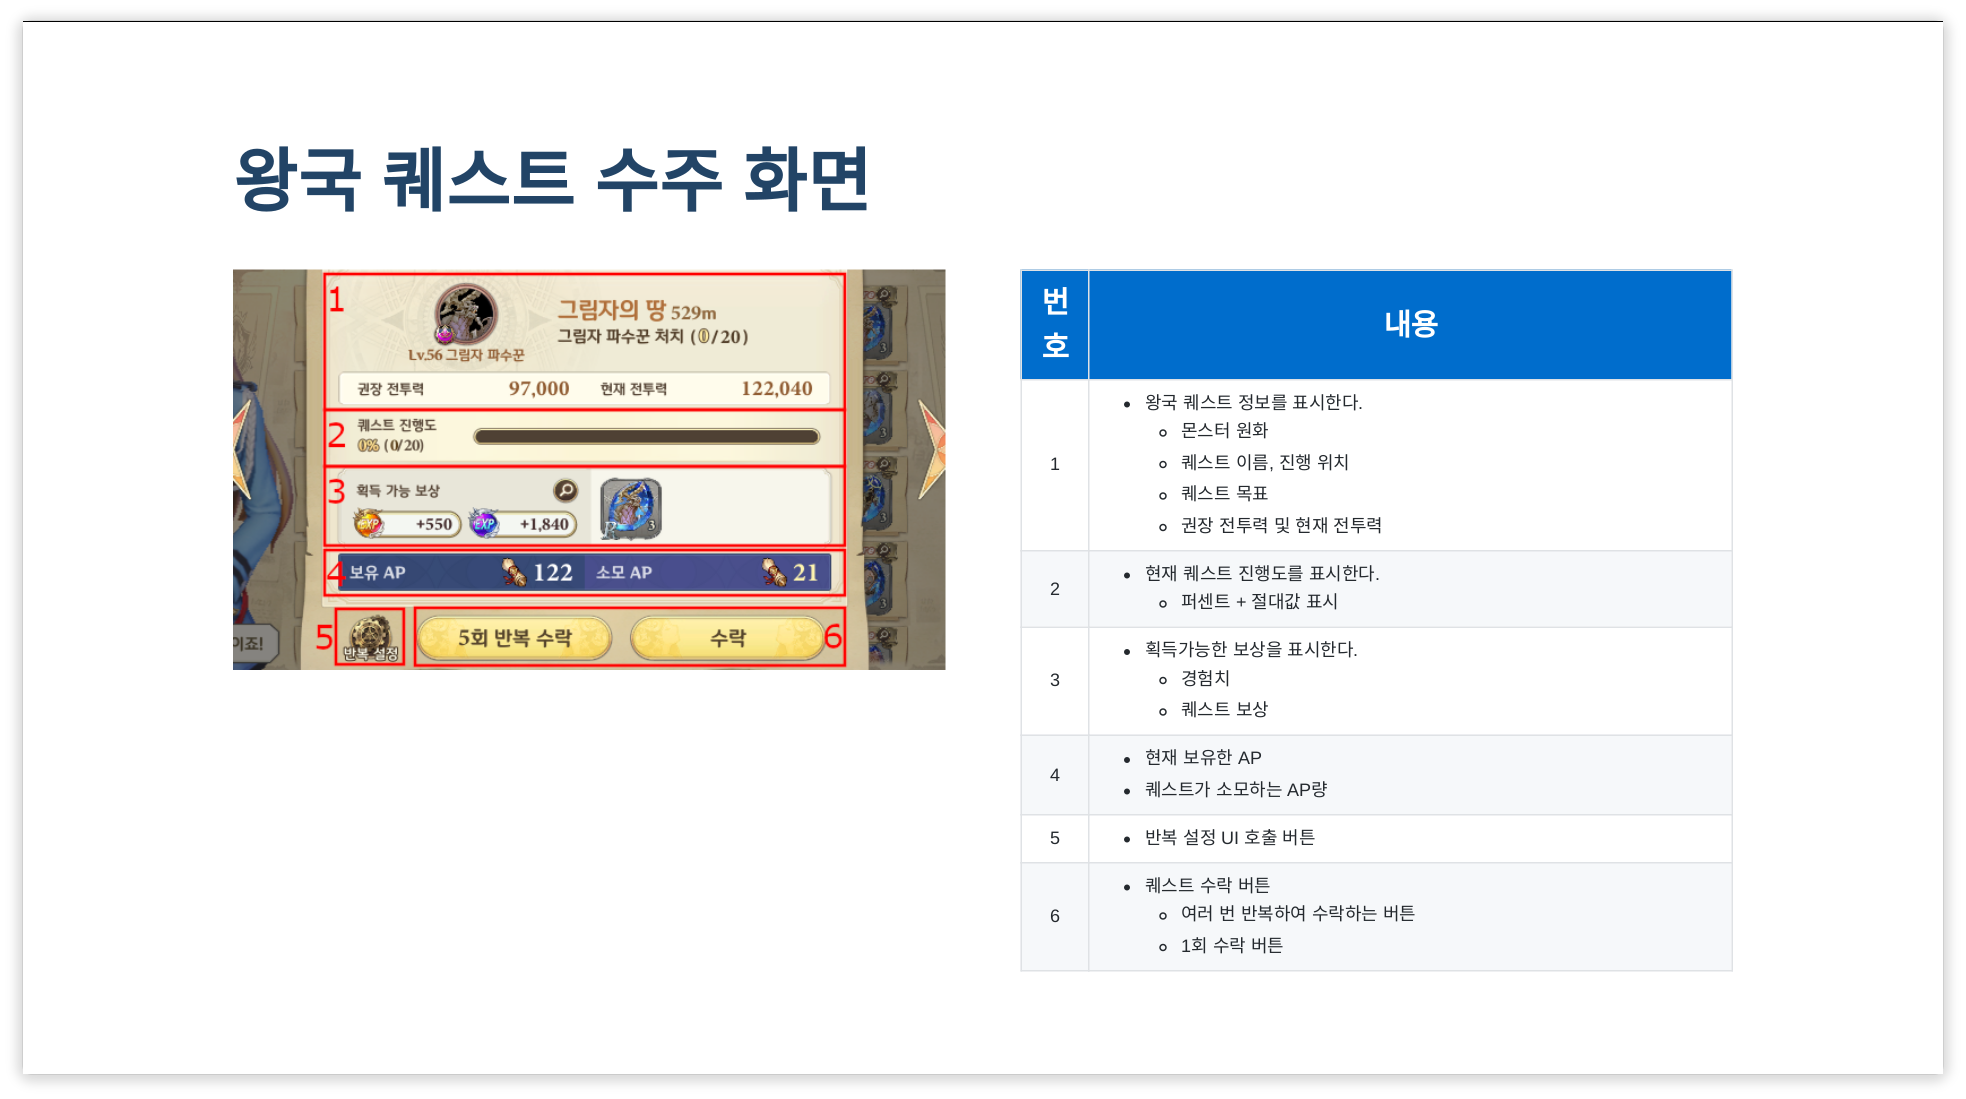 왕국 퀘스트 수주 화면
1
그림자의 땅 529m
그림자 파수꾼 처치 (0/20)
Lv.56 그림자 파수꾼
권장 전투력 97,000 현재 전투력 122,040
2
퀘스트 진행도
0% (0/20)
3
획득 가능 보상
EXP +550 EXP +1,840
R 3
4 보유 AP 122 소모 AP 21
5
반복 설정
5회 반복 수락
수락
6
이죠!
3
3
3
3
번호 내용
1
왕국 퀘스트 정보를 표시한다.
몬스터 원화
퀘스트 이름, 진행 위치
퀘스트 목표
권장 전투력 및 현재 전투력
2
현재 퀘스트 진행도를 표시한다.
퍼센트 + 절대값 표시
3
획득가능한 보상을 표시한다.
경험치
퀘스트 보상
4
현재 보유한 AP
퀘스트가 소모하는 AP량
5
반복 설정 UI 호출 버튼
6
퀘스트 수락 버튼
여러 번 반복하여 수락하는 버튼
1회 수락 버튼